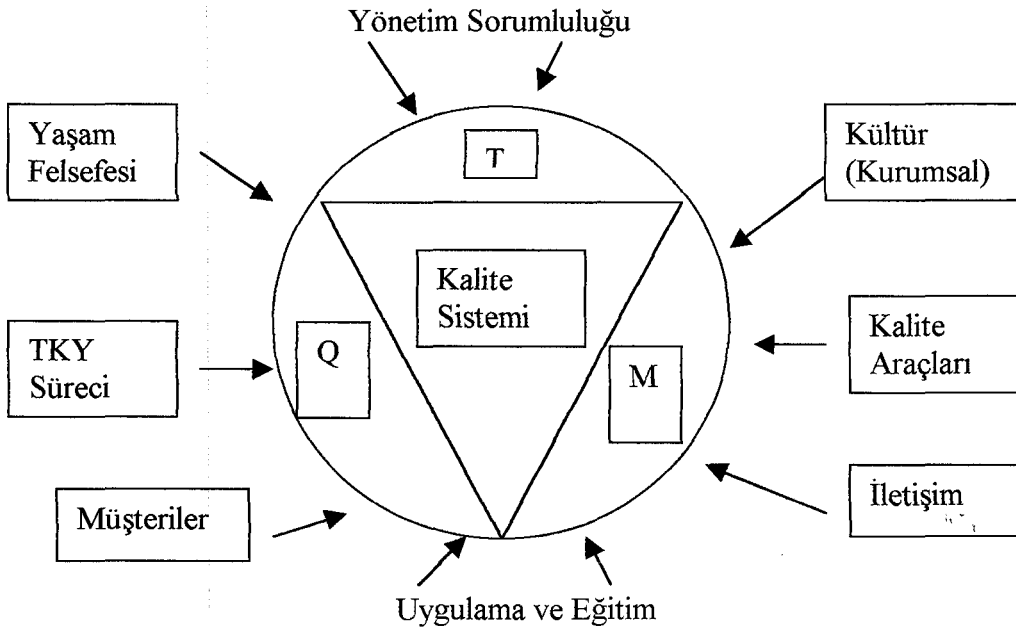 Yönetim Sorumluluğu
Yaşam
Felsefesi
T
Kültür
(Kurumsal)
Kalite
Sistemi
TKY
Süreci
Q
M
Kalite
Araçları
Müşteriler
İletişim
Uygulama ve Eğitim